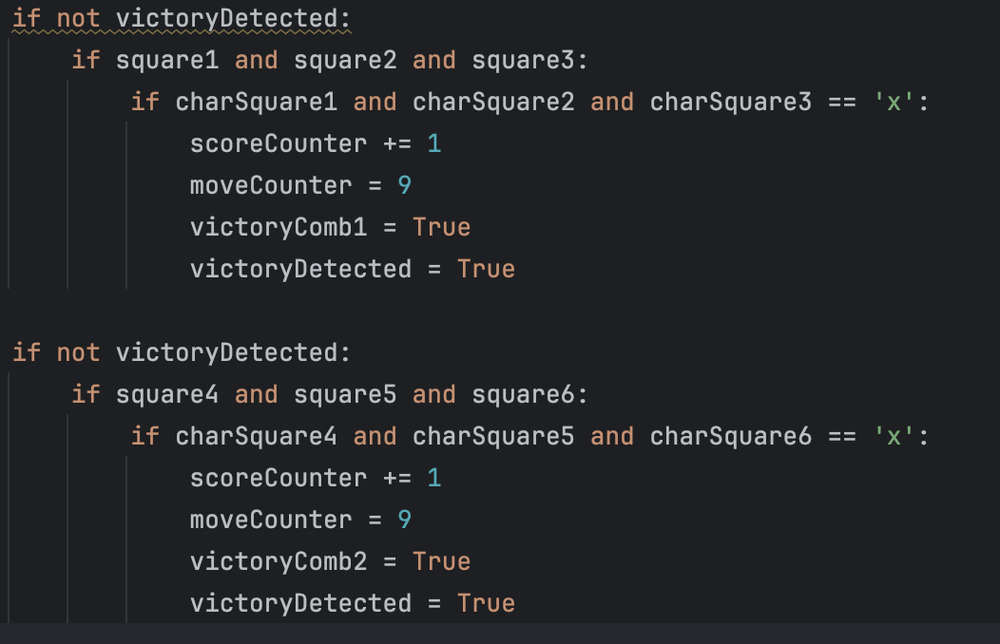 if not victoryDetected:
    if square1 and square2 and square3:
        if charSquare1 and charSquare2 and charSquare3 == 'x':
            scoreCounter += 1
            moveCounter = 9
            victoryComb1 = True
            victoryDetected = True

if not victoryDetected:
    if square4 and square5 and square6:
        if charSquare4 and charSquare5 and charSquare6 == 'x':
            scoreCounter += 1
            moveCounter = 9
            victoryComb2 = True
            victoryDetected = True